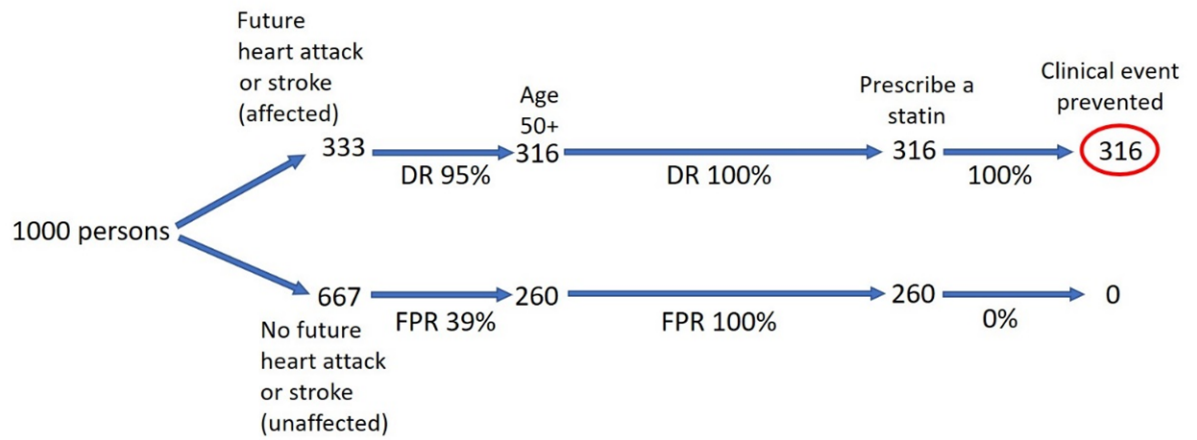 Future
heart attack
or stroke
(affected)
Age
50+
Prescribe a
statin
Clinical event
prevented
333
316
316
316
DR 95%
DR 100%
100%
1000 persons
667
260
260
0
FPR 39%
FPR 100%
0%
No future
heart attack
or stroke
(unaffected)